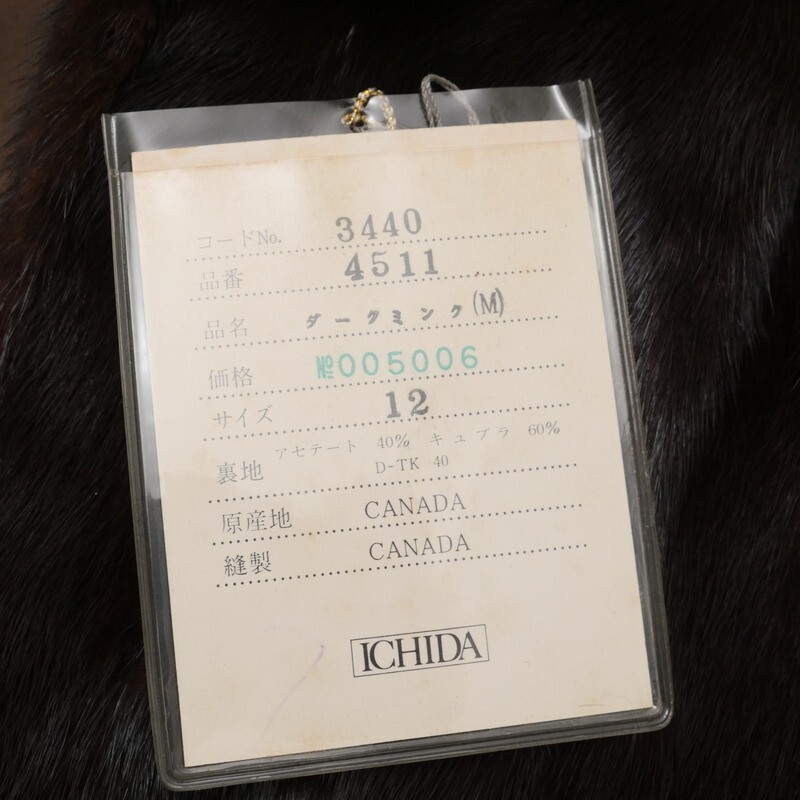 コードNo. 3440
品番 4511
品名 ダークミンク(M)
価格 №005006
サイズ 12
裏地 アセテート 40% キュプラ 60%
D-TK 40
原産地 CANADA
縫製 CANADA
ICHIDA